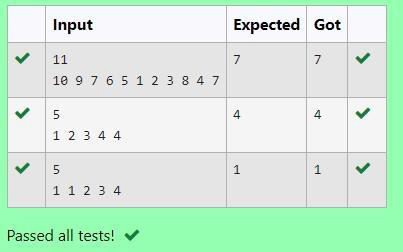 Input Expected Got
11 7 7
10 9 7 6 5 1 2 3 8 4 7
5 4 4
1 2 3 4 4
5 1 1
1 1 2 3 4
Passed all tests!